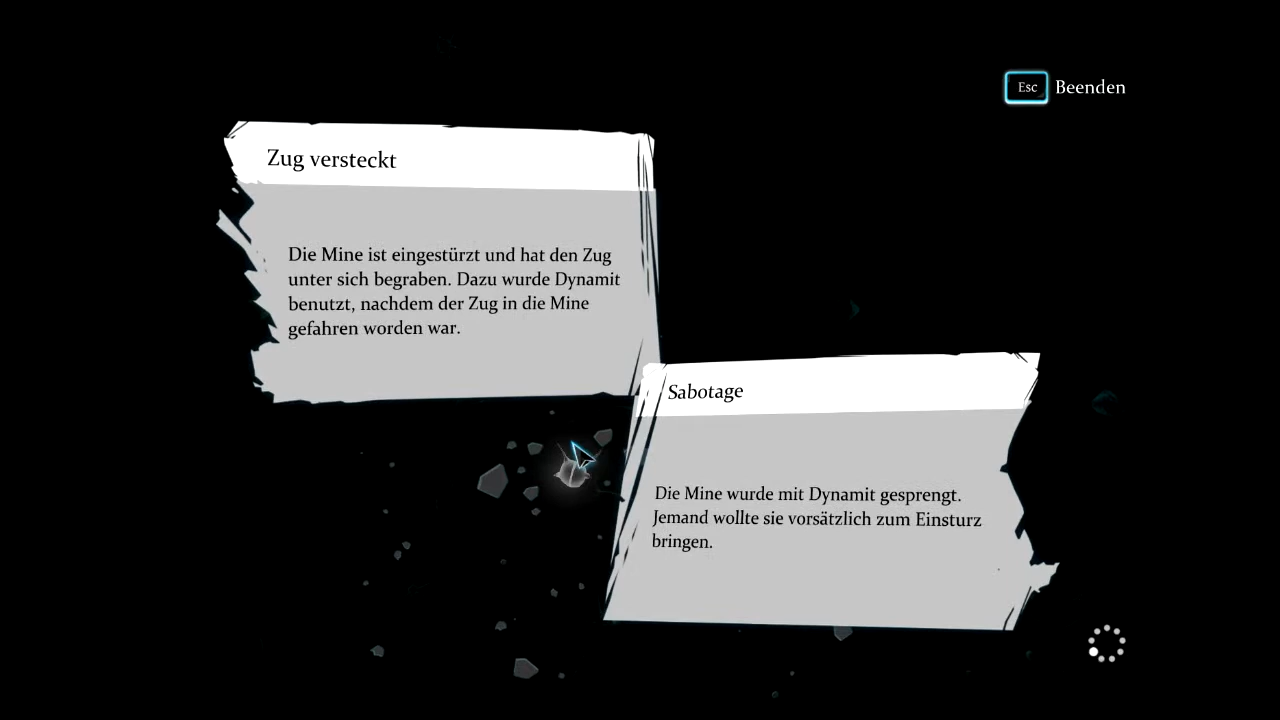 Esc Beenden
Zug versteckt
Die Mine ist eingestürzt und hat den Zug
unter sich begraben. Dazu wurde Dynamit
benutzt, nachdem der Zug in die Mine
gefahren worden war.
Sabotage
Die Mine wurde mit Dynamit gesprengt.
Jemand wollte sie vorsätzlich zum Einsturz
bringen.